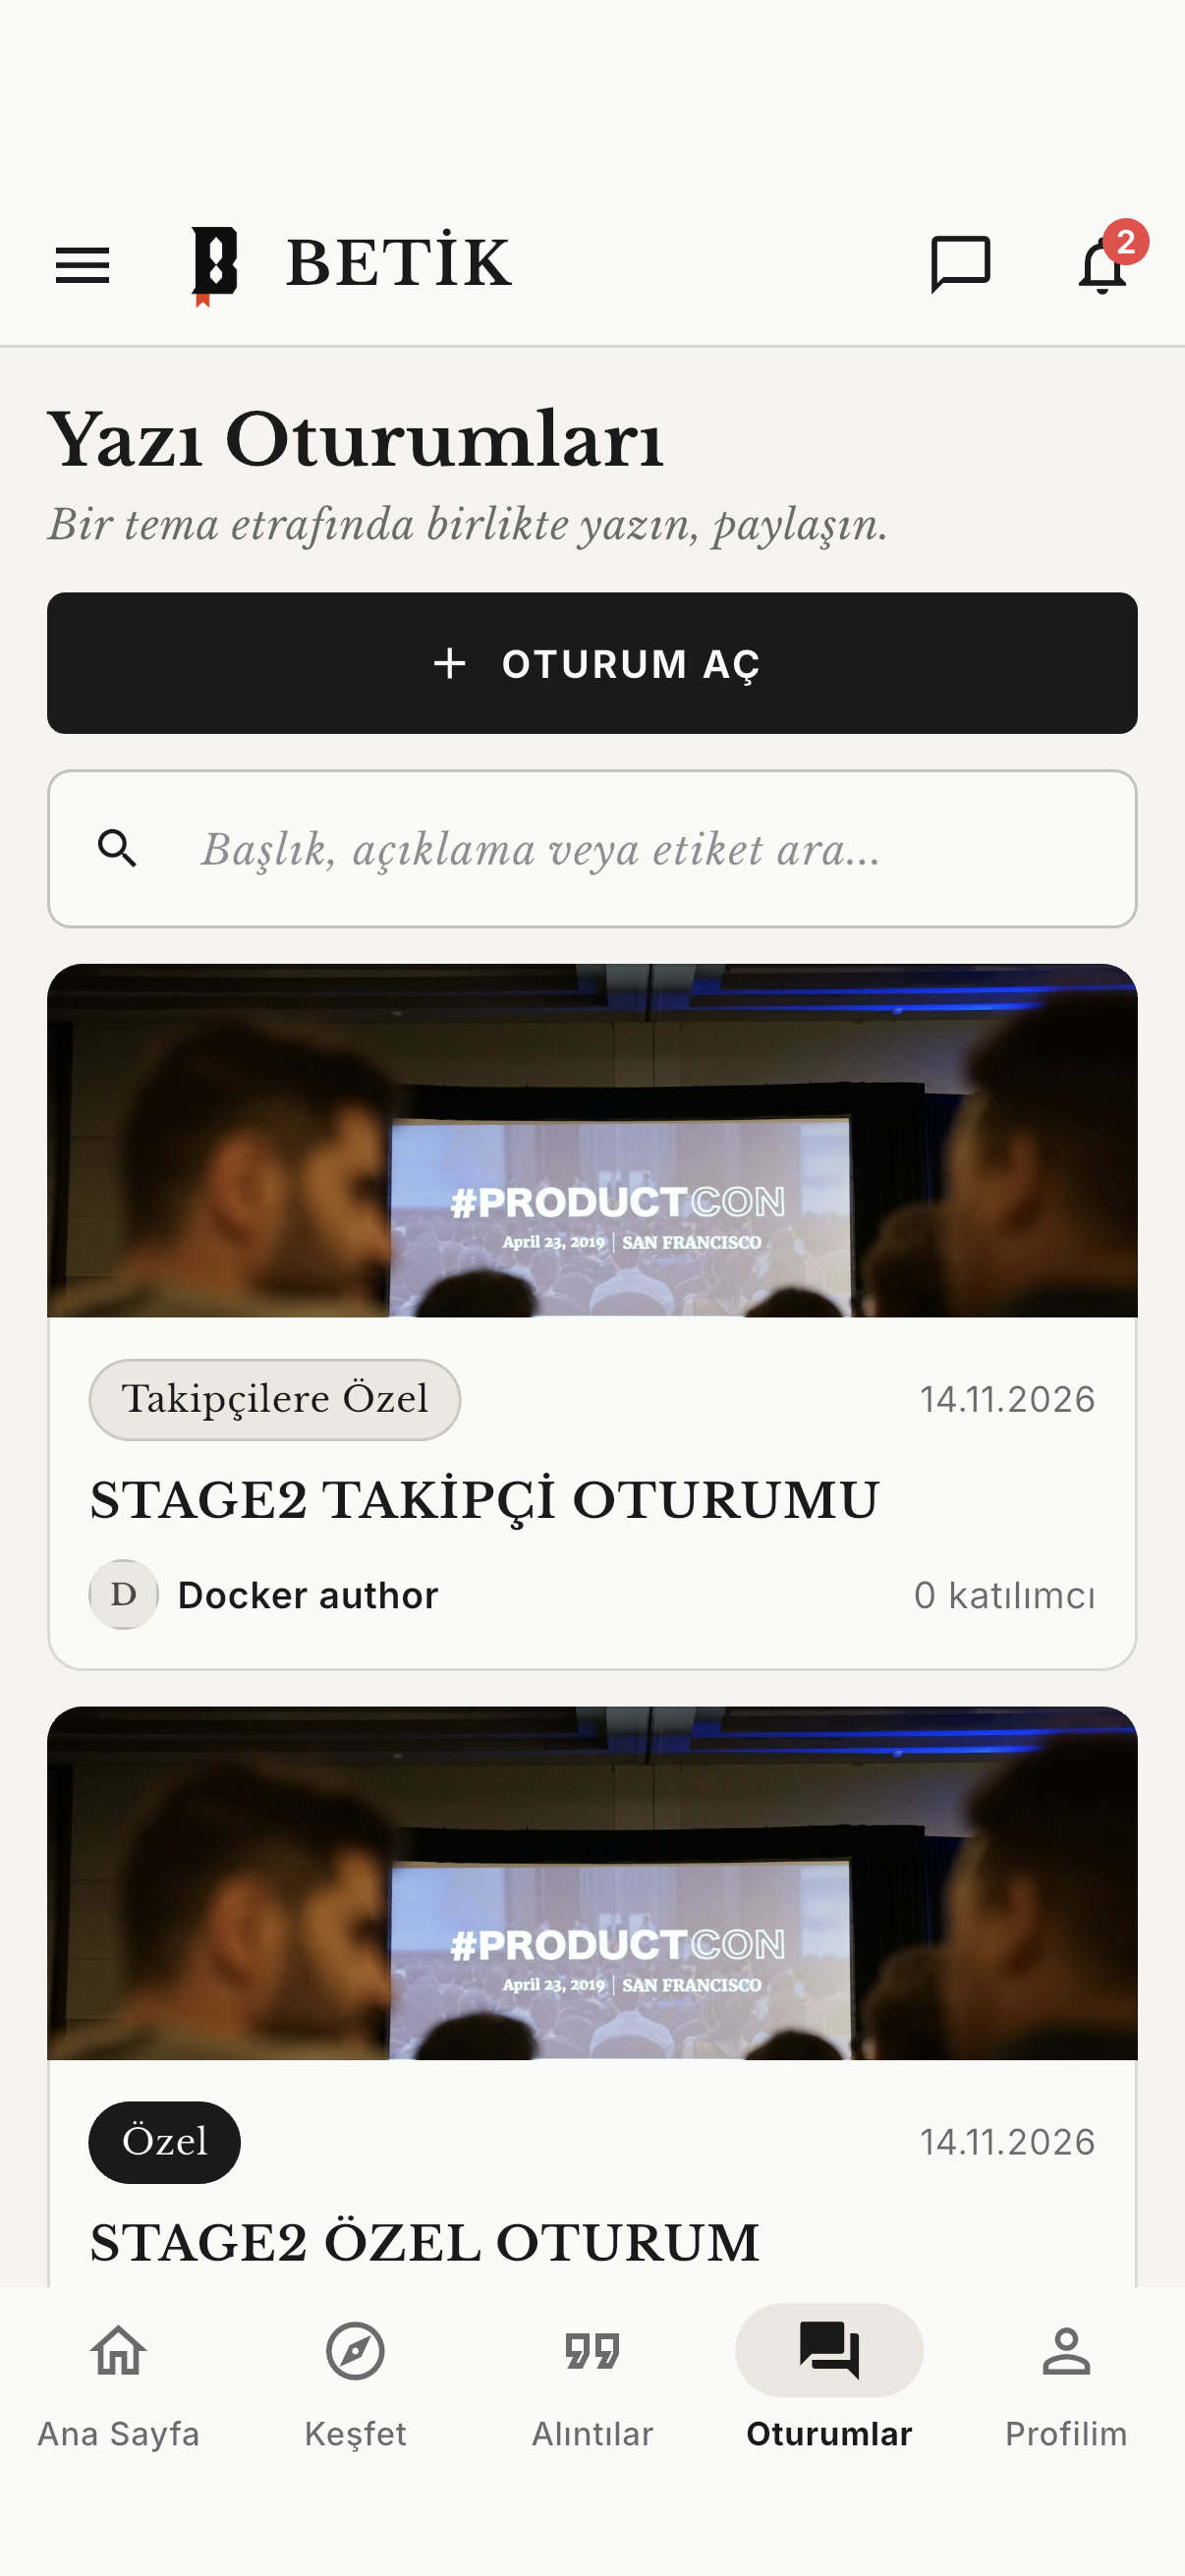 BETİK
2
Yazı Oturumları
Bir tema etrafında birlikte yazın, paylaşın.
+ OTURUM AÇ
Başlık, açıklama veya etiket ara...
#PRODUCTCON
April 23, 2019 | SAN FRANCISCO
Takipçilere Özel
14.11.2026
STAGE2 TAKİPÇİ OTURUMU
D
Docker author
0 katılımcı
#PRODUCTCON
April 23, 2019 | SAN FRANCISCO
Özel
14.11.2026
STAGE2 ÖZEL OTURUM
Ana Sayfa
Keşfet
Alıntılar
Oturumlar
Profilim